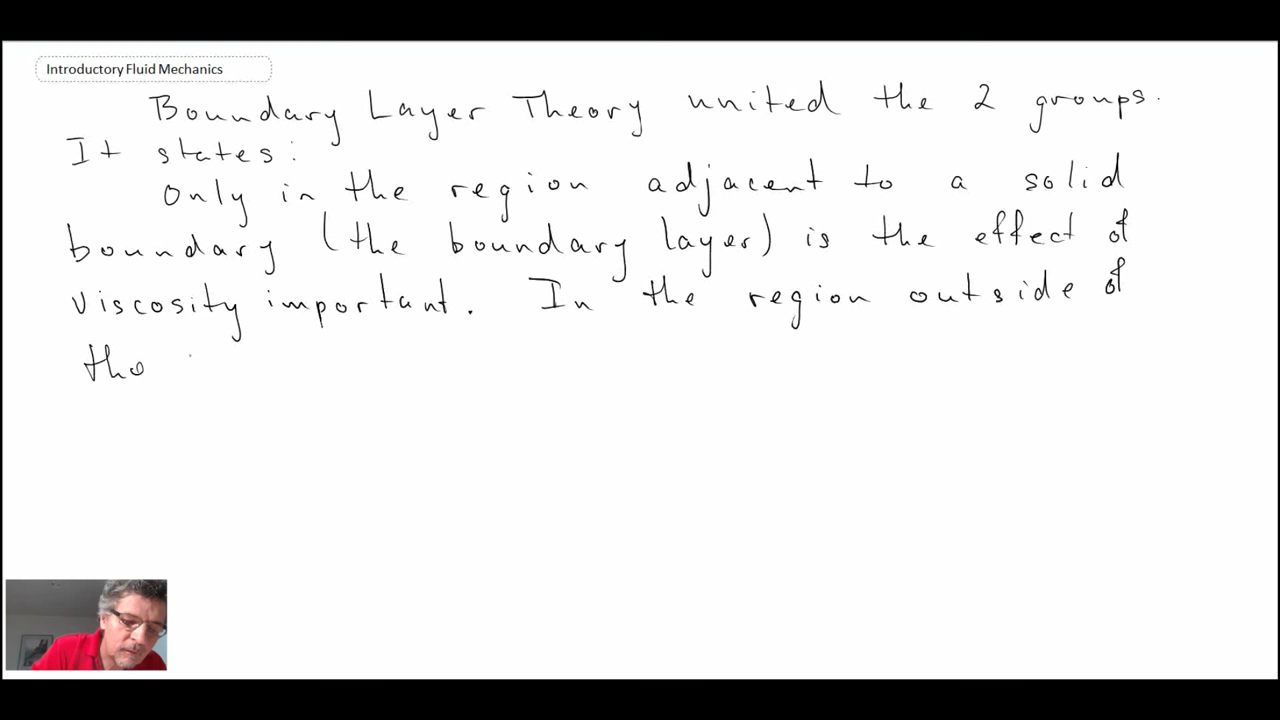 Introductory Fluid Mechanics
Boundary Layer Theory united the 2 groups.
It states:
Only in the region adjacent to a solid
boundary (the boundary layer) is the effect of
viscosity important. In the region outside of
the